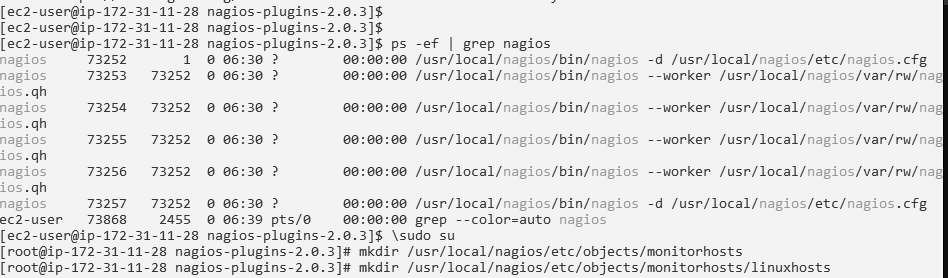 [ec2-user@ip-172-31-11-28 nagios-plugins-2.0.3]$
[ec2-user@ip-172-31-11-28 nagios-plugins-2.0.3]$
[ec2-user@ip-172-31-11-28 nagios-plugins-2.0.3]$ ps -ef | grep nagios
nagios     73252       1  0 06:30 ?        00:00:00 /usr/local/nagios/bin/nagios -d /usr/local/nagios/etc/nagios.cfg
nagios     73253   73252  0 06:30 ?        00:00:00 /usr/local/nagios/bin/nagios --worker /usr/local/nagios/var/rw/nag
ios.qh
nagios     73254   73252  0 06:30 ?        00:00:00 /usr/local/nagios/bin/nagios --worker /usr/local/nagios/var/rw/nag
ios.qh
nagios     73255   73252  0 06:30 ?        00:00:00 /usr/local/nagios/bin/nagios --worker /usr/local/nagios/var/rw/nag
ios.qh
nagios     73256   73252  0 06:30 ?        00:00:00 /usr/local/nagios/bin/nagios --worker /usr/local/nagios/var/rw/nag
ios.qh
nagios     73257   73252  0 06:30 ?        00:00:00 /usr/local/nagios/bin/nagios -d /usr/local/nagios/etc/nagios.cfg
ec2-user   73868    2455  0 06:39 pts/0    00:00:00 grep --color=auto nagios
[ec2-user@ip-172-31-11-28 nagios-plugins-2.0.3]$ \sudo su
[root@ip-172-31-11-28 nagios-plugins-2.0.3]# mkdir /usr/local/nagios/etc/objects/monitorhosts
[root@ip-172-31-11-28 nagios-plugins-2.0.3]# mkdir /usr/local/nagios/etc/objects/monitorhosts/linuxhosts